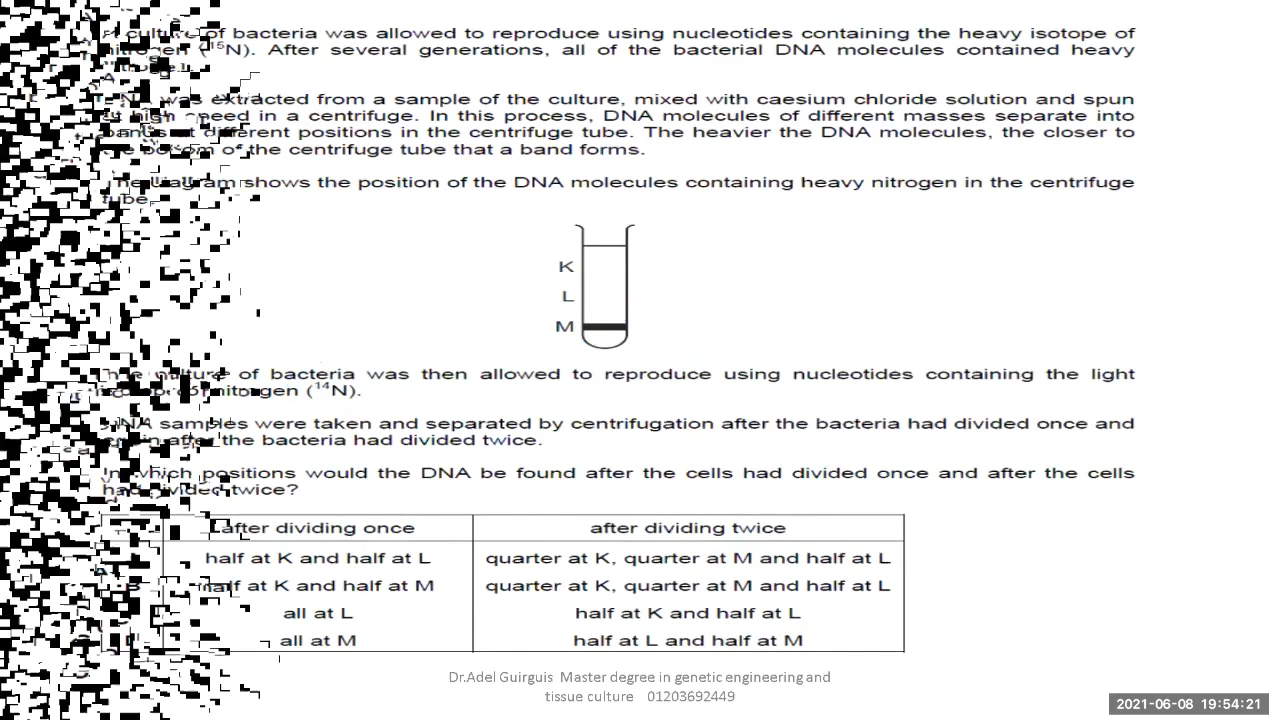 culture of bacteria was allowed to reproduce using nucleotides containing the heavy isotope of
nitrogen (¹⁵N). After several generations, all of the bacterial DNA molecules contained heavy
DNA was extracted from a sample of the culture, mixed with caesium chloride solution and spun
at high speed in a centrifuge. In this process, DNA molecules of different masses separate into
bands at different positions in the centrifuge tube. The heavier the DNA molecules, the closer to
the bottom of the centrifuge tube that a band forms.
The diagram shows the position of the DNA molecules containing heavy nitrogen in the centrifuge
tube.
K
L
M
The culture of bacteria was then allowed to reproduce using nucleotides containing the light
of nitrogen (¹⁴N).
DNA samples were taken and separated by centrifugation after the bacteria had divided once and
again after the bacteria had divided twice.
In which positions would the DNA be found after the cells had divided once and after the cells
had divided twice?
after dividing once after dividing twice
half at K and half at L quarter at K, quarter at M and half at L
B half at K and half at M quarter at K, quarter at M and half at L
all at L half at K and half at L
all at M half at L and half at M
Dr.Adel Guirguis Master degree in genetic engineering and
tissue culture 01203692449
2021-06-08 19:54:21